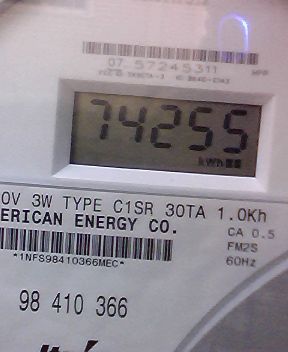 07 57245311
74255
kWh
0V 3W TYPE C1SR 30TA 1.0Kh
ERICAN ENERGY CO.
CA 0.5
FM2S
60Hz
*1NFS98410366MEC*
98 410 366